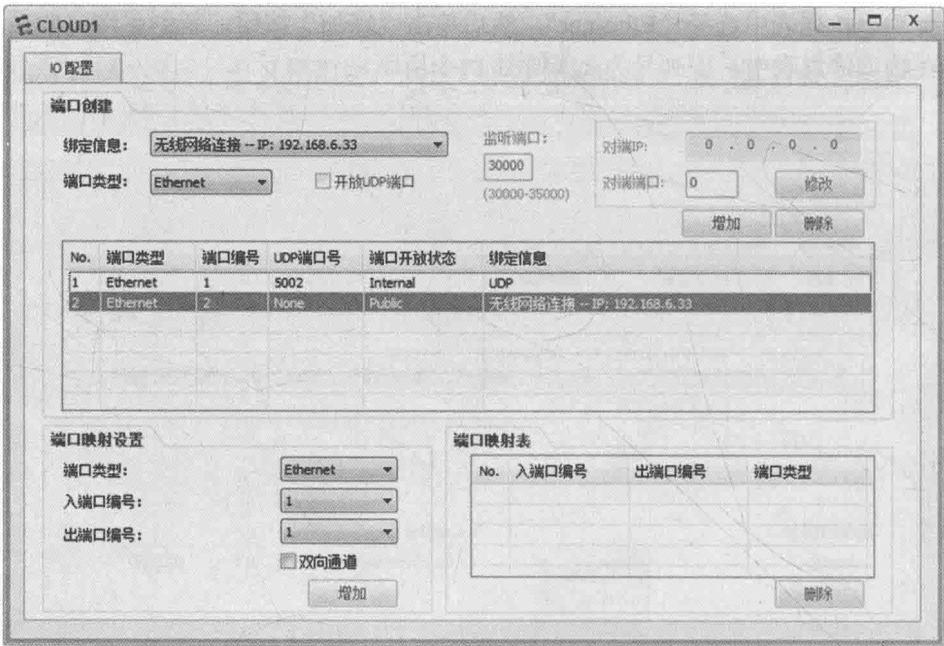 CLOUD1
IO 配置
端口创建
绑定信息： 无线网络连接 -- IP: 192.168.6.33
监听端口：
30000
(30000-35000)
对端IP: 0 . 0 . 0 . 0
端口类型： Ethernet 开放UDP端口
对端端口： 0 修改
增加 删除
No. 端口类型 端口编号 UDP端口号 端口开放状态 绑定信息
1 Ethernet 1 5002 Internal UDP
2 Ethernet 2 None Public 无线网络连接 -- IP: 192.168.6.33
端口映射设置
端口类型： Ethernet
入端口编号： 1
出端口编号： 1
双向通道
增加
端口映射表
No. 入端口编号 出端口编号 端口类型
删除